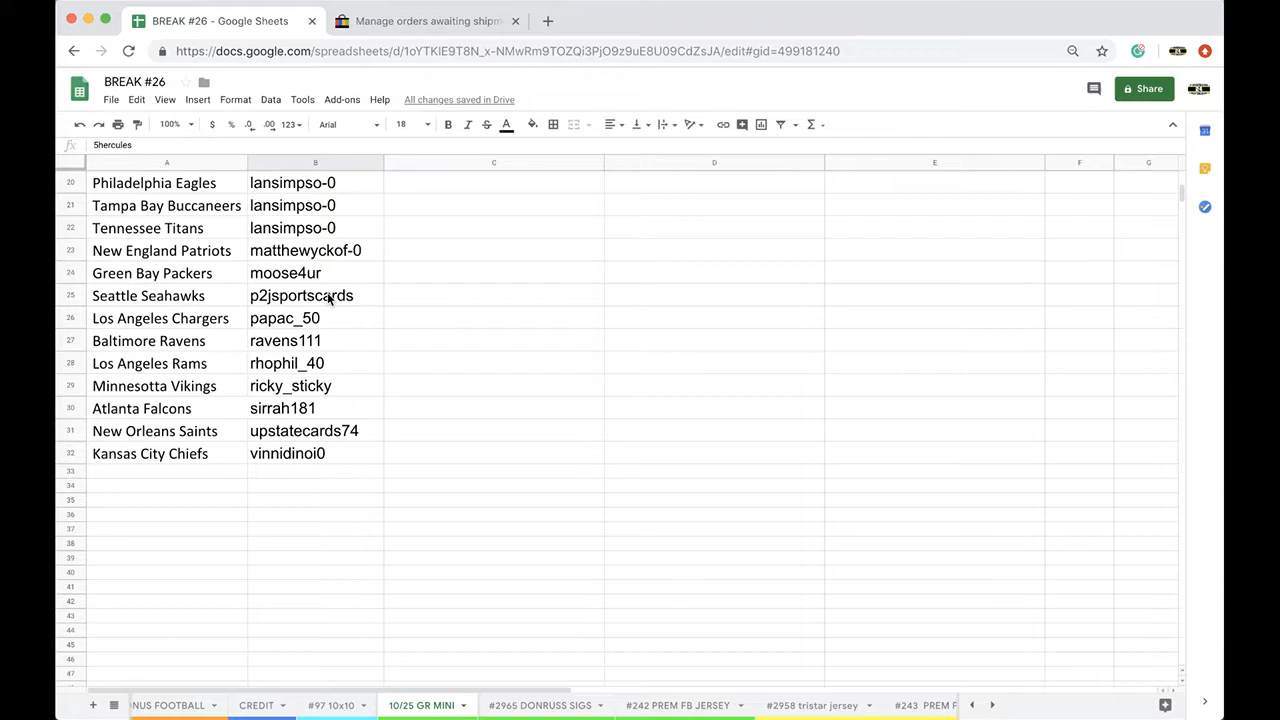 BREAK #26 - Google Sheets
Manage orders awaiting shipm
https://docs.google.com/spreadsheets/d/1oYTKlE9T8N_x-NMwRm9TOZQi3PjO9z9uE8U09CdZsJA/edit#gid=499181240
BREAK #26
File Edit View Insert Format Data Tools Add-ons Help All changes saved in Drive
Share
100% $ % .0 .00 123 Arial 18 B I S A
fx 5hercules
A B C D E F G
20 Philadelphia Eagles lansimpso-0
21 Tampa Bay Buccaneers lansimpso-0
22 Tennessee Titans lansimpso-0
23 New England Patriots matthewyckof-0
24 Green Bay Packers moose4ur
25 Seattle Seahawks p2jsportscards
26 Los Angeles Chargers papac_50
27 Baltimore Ravens ravens111
28 Los Angeles Rams rhophil_40
29 Minnesotta Vikings ricky_sticky
30 Atlanta Falcons sirrah181
31 New Orleans Saints upstatecards74
32 Kansas City Chiefs vinnidinoi0
33
34
35
36
37
38
39
40
41
42
43
44
45
46
47
NUS FOOTBALL CREDIT #97 10x10 10/25 GR MINI #2965 DONRUSS SIGS #242 PREM FB JERSEY #2958 tristar jersey #243 PREM F